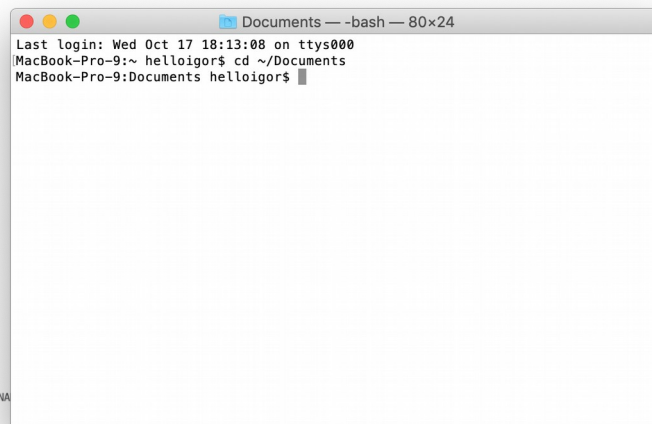 Documents — -bash — 80×24
Last login: Wed Oct 17 18:13:08 on ttys000
[MacBook-Pro-9:~ helloigor$ cd ~/Documents
MacBook-Pro-9:Documents helloigor$
NA